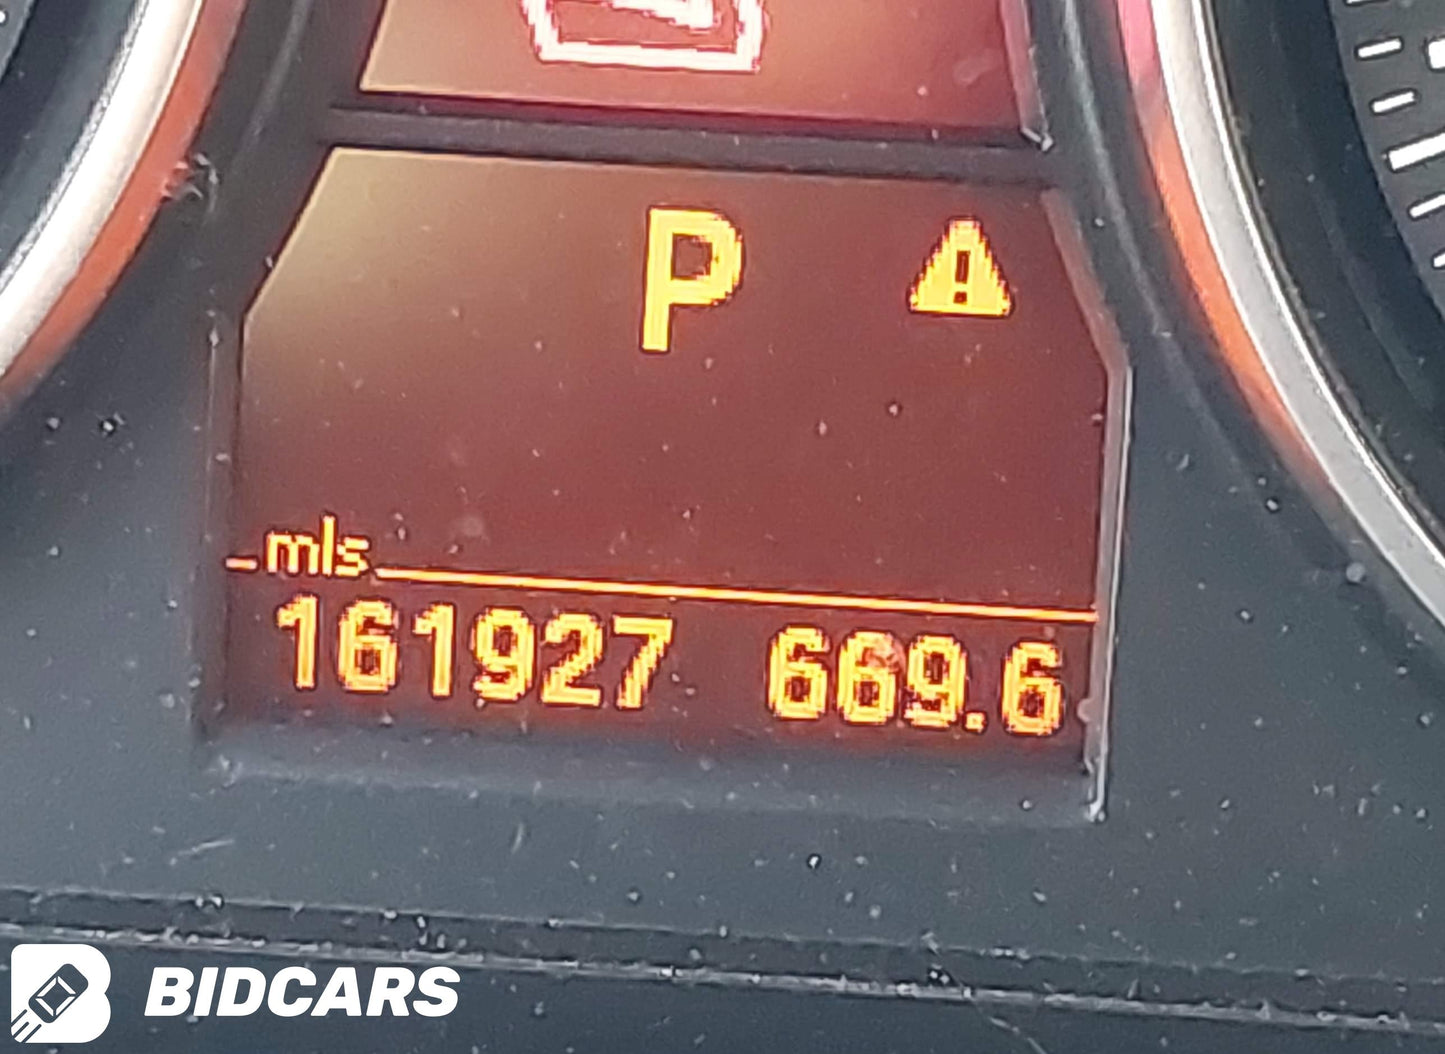 P
mls
161927 669.6
BIDCARS